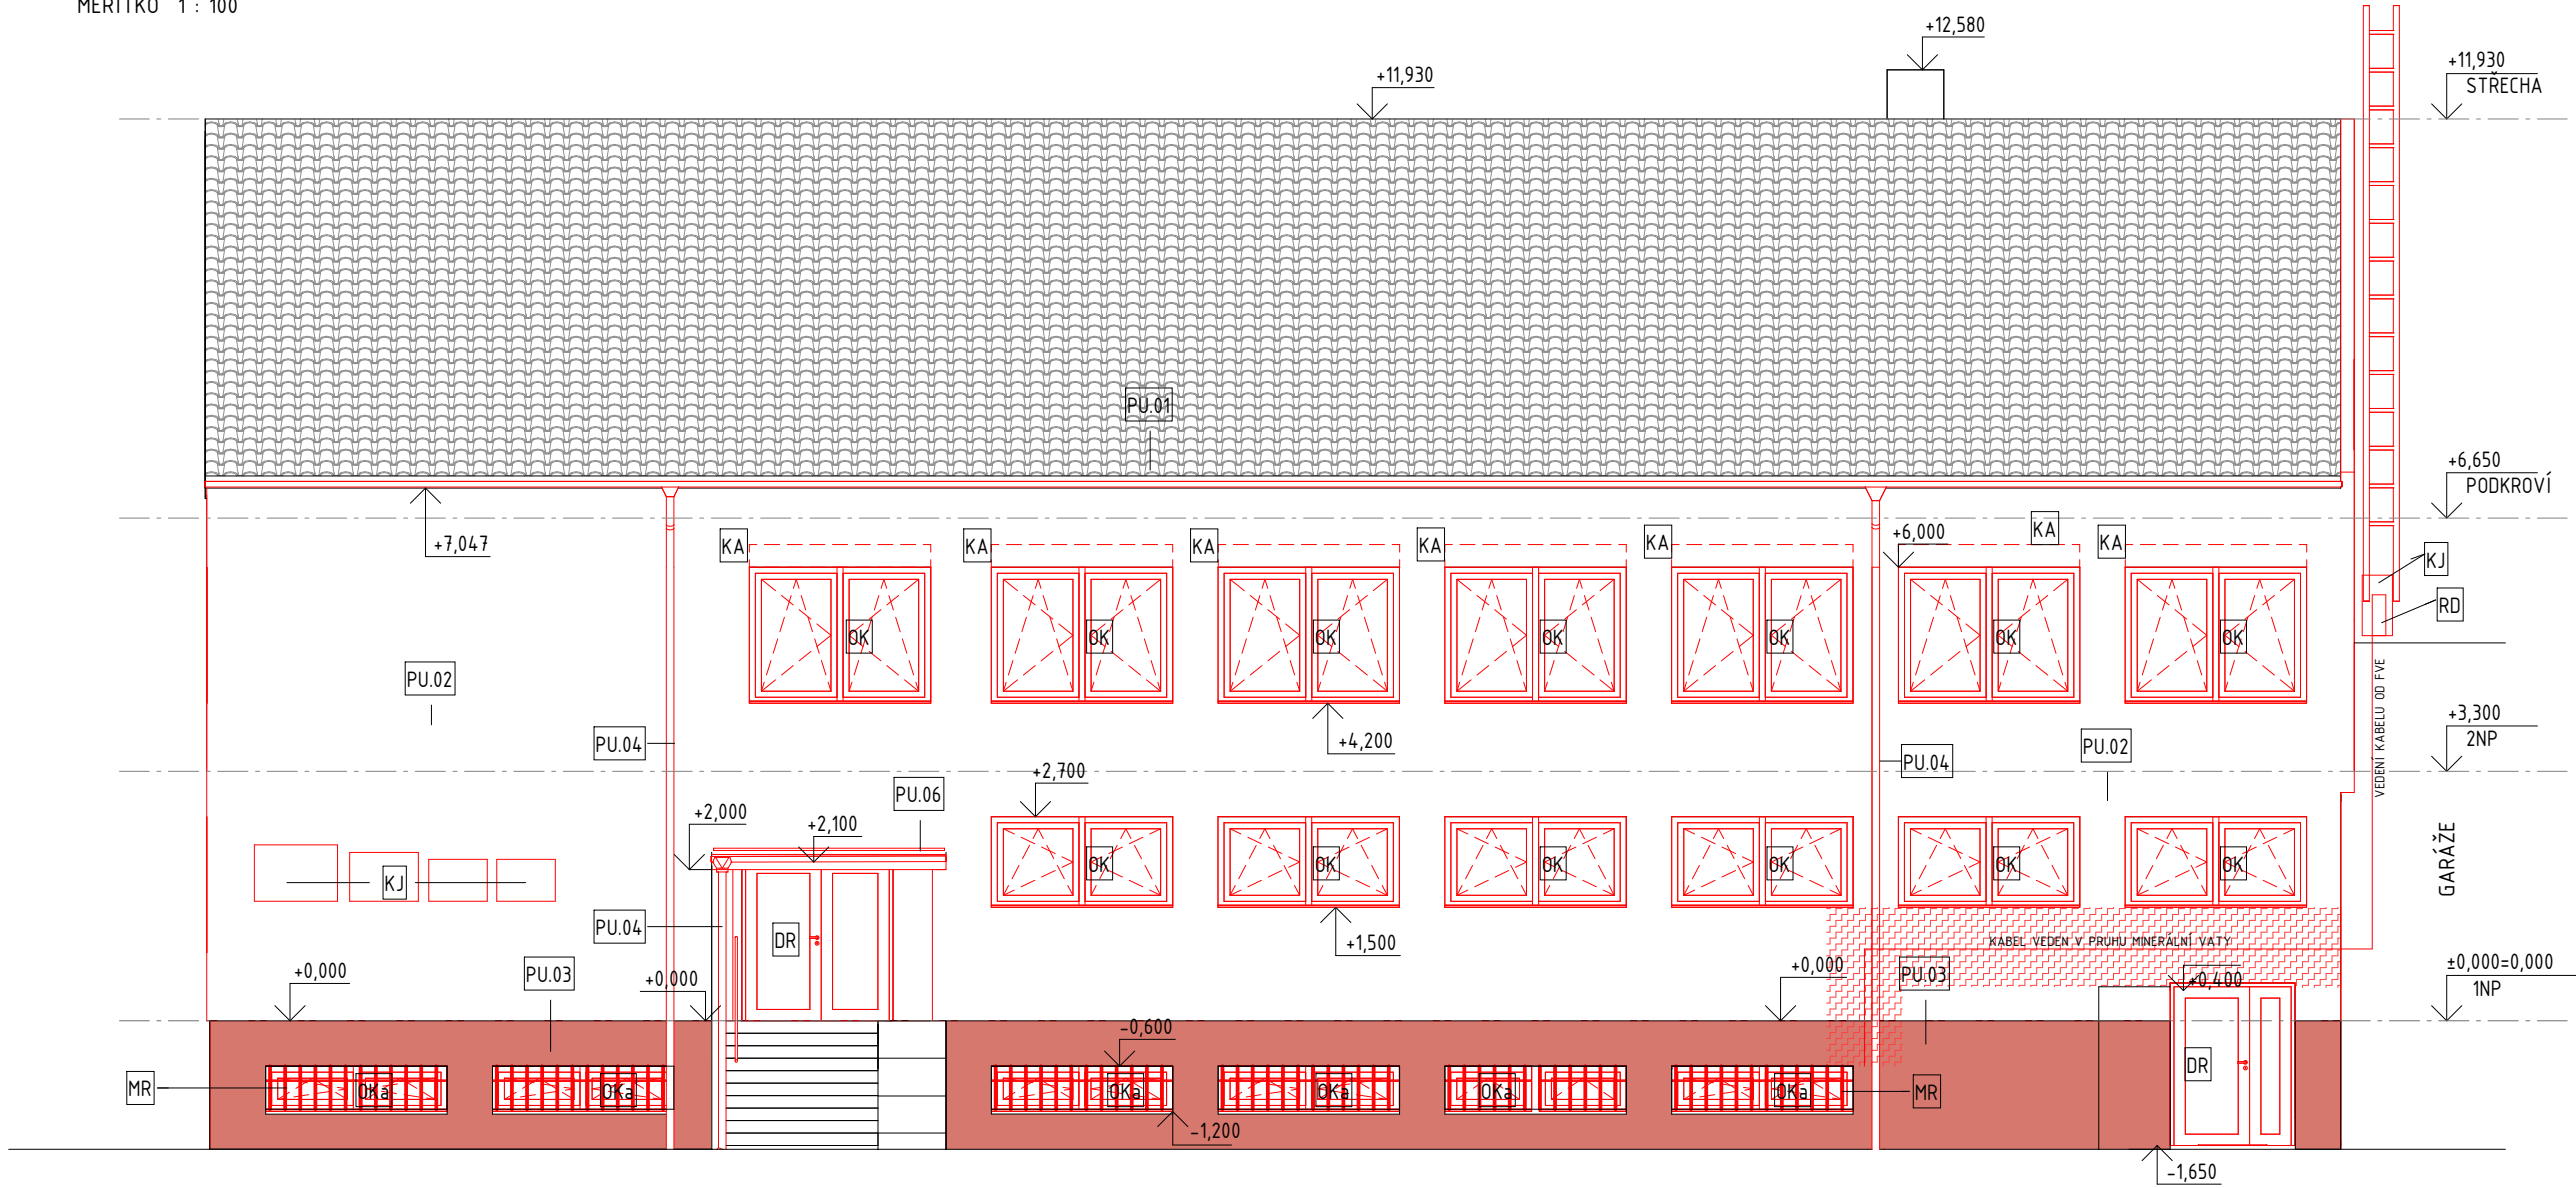 MĚŘÍTKO 1 : 100
+12,580
+11,930
+11,930
STŘECHA
PU.01
+6,650
PODKROVÍ
+7,047
KA
KA
KA
KA
KA
+6,000
KA
KA
KJ
RD
OK
OK
OK
OK
OK
OK
OK
PU.02
PU.04
+4,200
PU.04
PU.02
VEDENÍ KABELU OD FVE
+3,300
2NP
+2,700
PU.06
+2,000
+2,100
GARÁŽE
OK
OK
OK
OK
OK
OK
KJ
PU.04
DR
+1,500
KABEL VEDEN V PRUHU MINERÁLNÍ VATY
+0,000
PU.03
+0,000
+0,000
PU.03
+0,400
±0,000=0,000
1NP
-0,600
MR
OKa
OKa
OKa
OKa
OKa
OKa
MR
DR
-1,200
-1,650